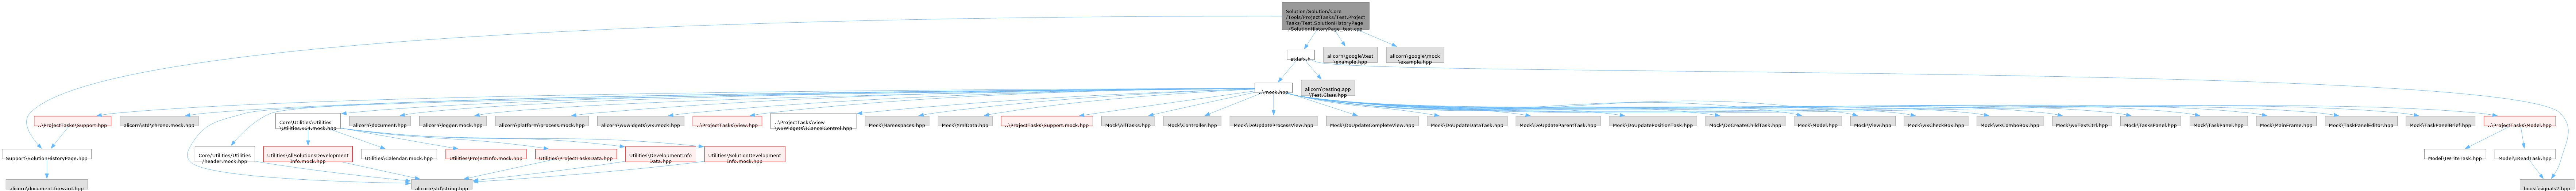 Solution/Solution/Core
/Tools/ProjectTasks/Test.Project
Tasks/Test.SolutionHistoryPage
/SolutionHistoryPage_test.cpp
stdafx.h
alicorn\google\test
\example.hpp
alicorn\google\mock
\example.hpp
..\mock.hpp
alicorn\testing.app
\Test.Class.hpp
..\ProjectTasks\Support.hpp
alicorn\std\chrono.mock.hpp
Core\Utilities\Utilities
\Utilities.x64.mock.hpp
alicorn\document.hpp
alicorn\logger.mock.hpp
alicorn\platform\process.mock.hpp
alicorn\wxwidgets\wx.mock.hpp
..\ProjectTasks\View.hpp
..\ProjectTasks\View
\wxWidgets\ICancelControl.hpp
Mock\Namespaces.hpp
Mock\XmlData.hpp
..\ProjectTasks\Support.mock.hpp
Mock\AllTasks.hpp
Mock\Controller.hpp
Mock\DoUpdateProcessView.hpp
Mock\DoUpdateCompleteView.hpp
Mock\DoUpdateDataTask.hpp
Mock\DoUpdateParentTask.hpp
Mock\DoUpdatePositionTask.hpp
Mock\DoCreateChildTask.hpp
Mock\Model.hpp
Mock\View.hpp
Mock\wxCheckBox.hpp
Mock\wxComboBox.hpp
Mock\wxTextCtrl.hpp
Mock\TasksPanel.hpp
Mock\TaskPanel.hpp
Mock\MainFrame.hpp
Mock\TaskPanelEditor.hpp
Mock\TaskPanelBrief.hpp
..\ProjectTasks\Model.hpp
Support\SolutionHistoryPage.hpp
Core/Utilities/Utilities
/header.mock.hpp
Utilities\AllSolutionsDevelopment
Info.mock.hpp
Utilities\Calendar.mock.hpp
Utilities\ProjectInfo.mock.hpp
Utilities\ProjectTasksData.hpp
Utilities\DevelopmentInfo
Data.hpp
Utilities\SolutionDevelopment
Info.mock.hpp
Model\IWriteTask.hpp
Model\IReadTask.hpp
alicorn\document.forward.hpp
alicorn\std\string.hpp
boost\signals2.hpp